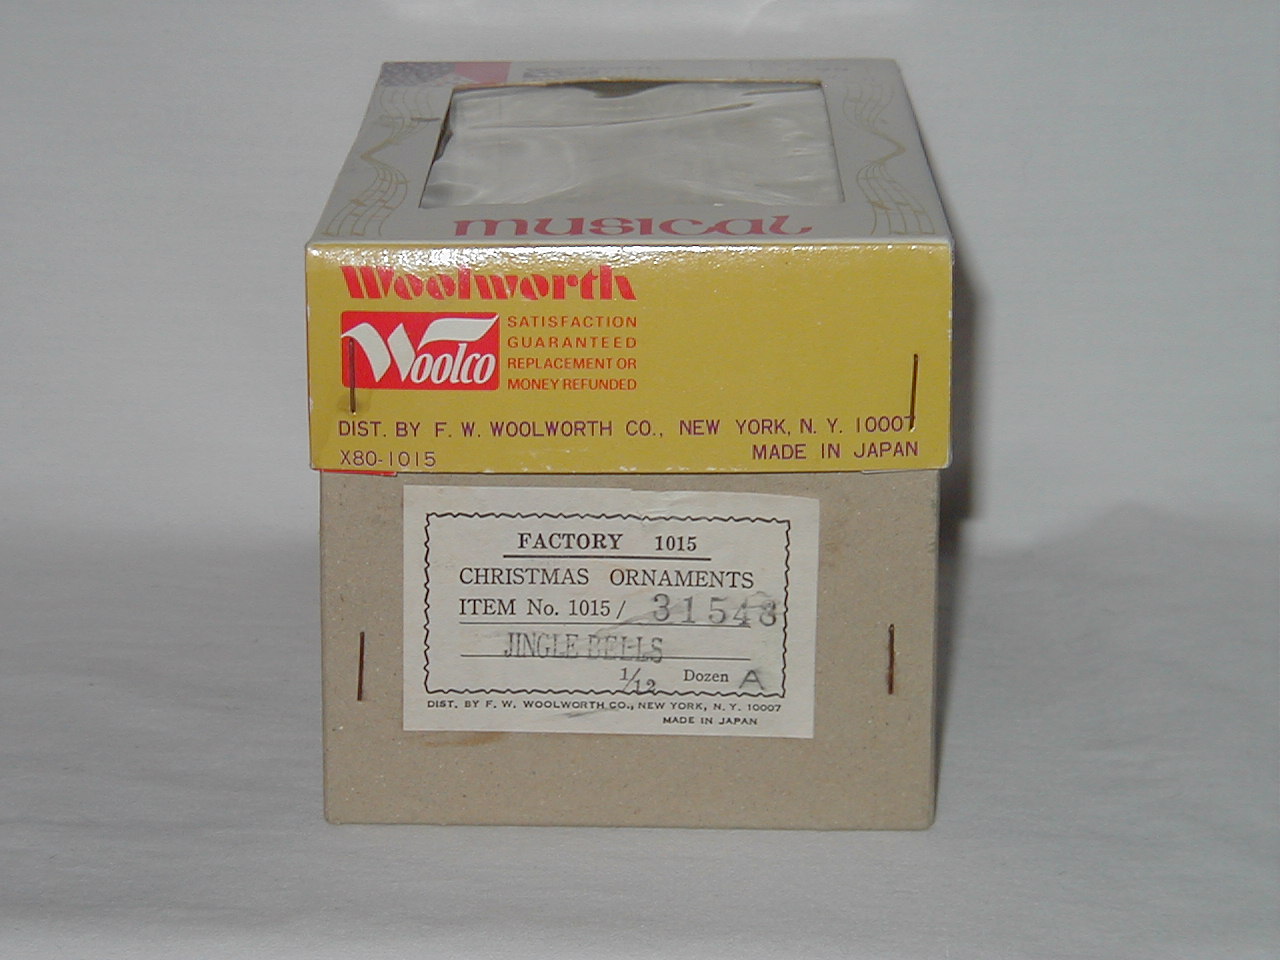 musical
Woolworth
Woolco
SATISFACTION
GUARANTEED
REPLACEMENT OR
MONEY REFUNDED
DIST. BY F. W. WOOLWORTH CO., NEW YORK, N. Y. 10007
X80-1015 MADE IN JAPAN
FACTORY 1015
CHRISTMAS ORNAMENTS
ITEM No. 1015/ 31548
JINGLE BELLS
1/12 Dozen A
DIST. BY F. W. WOOLWORTH CO., NEW YORK, N. Y. 10007
MADE IN JAPAN